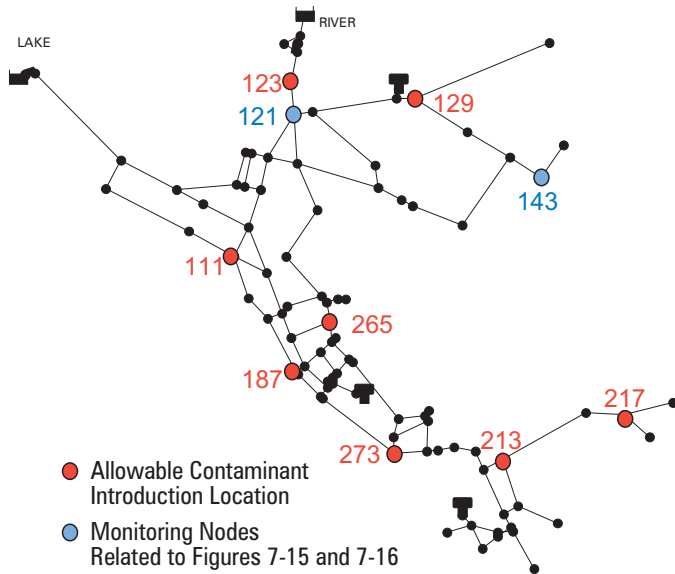 RIVER
LAKE
123
129
121
143
111
265
187
217
273
213
Allowable Contaminant
Introduction Location
Monitoring Nodes
Related to Figures 7-15 and 7-16